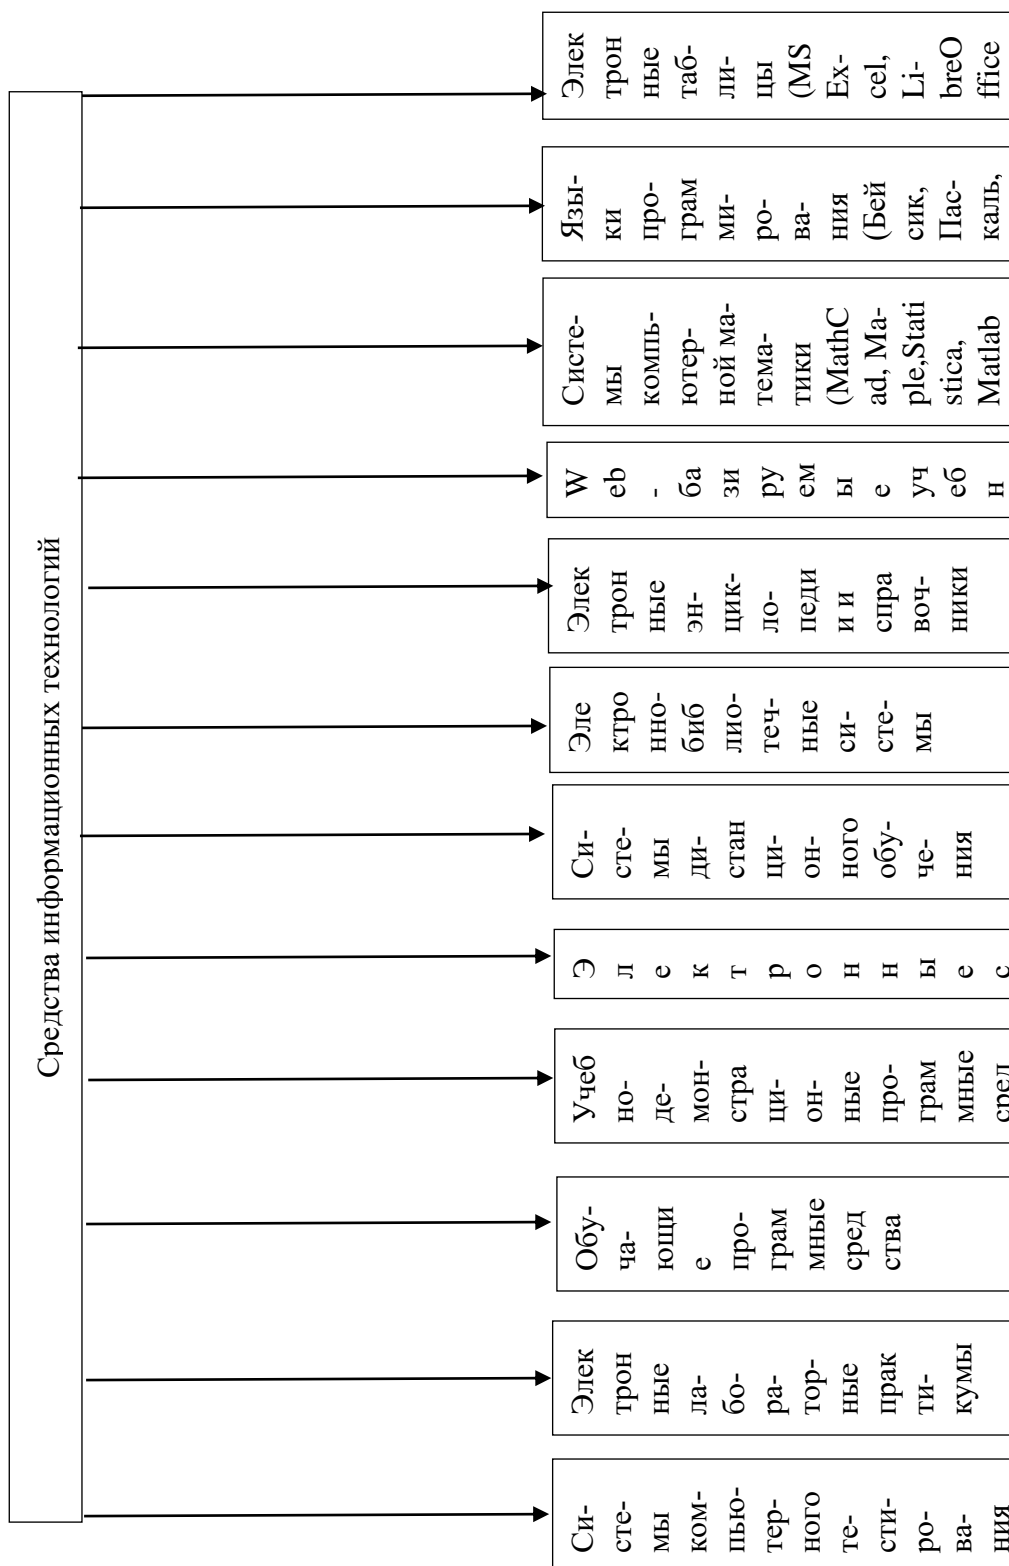 Средства информационных технологий
Си-
сте-
мы
ком-
пью-
тер-
ного
те-
сти-
ро-
ва-
ния
Элек
трон
ные
ла-
бо-
ра-
тор-
ные
прак
ти-
кумы
Обу-
ча-
ющи
е
про-
грам
мные
сред
ства
Учеб
но-
де-
мон-
стра
ци-
он-
ные
про-
грам
мные
сред
Э
л
е
к
т
р
о
н
н
ы
е
с
Си-
сте-
мы
ди-
стан
ци-
он-
ного
обу-
че-
ния
Эле
ктро
нно-
биб
лио-
теч-
ные
си-
сте-
мы
Элек
трон
ные
эн-
цик-
ло-
педи
и и
спра
воч-
ники
W
eb
-
ба
зи
ру
ем
ы
е
уч
еб
н
Систе-
мы
компь-
ютер-
ной ма-
тема-
тики
(MathC
ad, Ma-
ple,Stati
stica,
Matlab
Язы-
ки
про-
грам
ми-
ро-
ва-
ния
(Бей
сик,
Пас-
каль,
Элек
трон
ные
таб-
ли-
цы
(MS
Ex-
cel,
Li-
breO
ffice